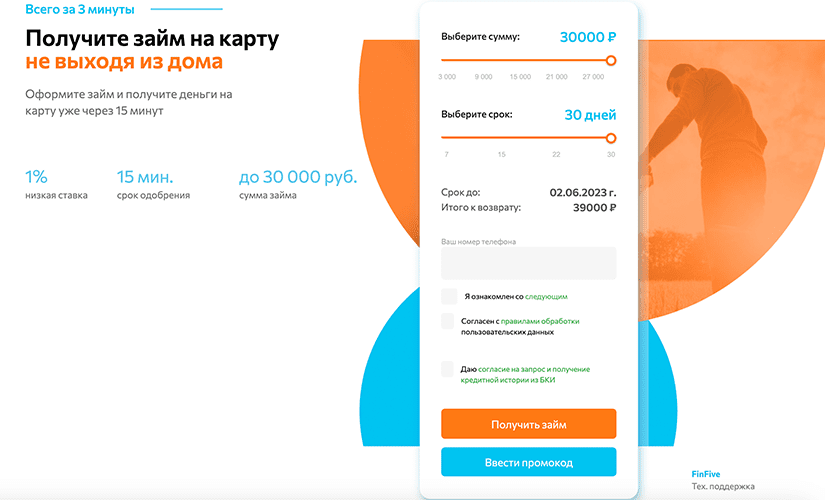 Всего за 3 минуты
Получите займ на карту
не выходя из дома
Оформите займ и получите деньги на
карту уже через 15 минут
1%
низкая ставка
15 мин.
срок одобрения
до 30 000 руб.
сумма займа
Выберите сумму: 30000 ₽
3 000 9 000 15 000 21 000 27 000
Выберите срок: 30 дней
7 15 22 30
Срок до: 02.06.2023 г.
Итого к возврату: 39000 ₽
Ваш номер телефона
Я ознакомлен со следующим
Согласен с правилами обработки
пользовательских данных
Даю согласие на запрос и получение
кредитной истории из БКИ
Получить займ
Ввести промокод
FinFive
Тех. поддержка